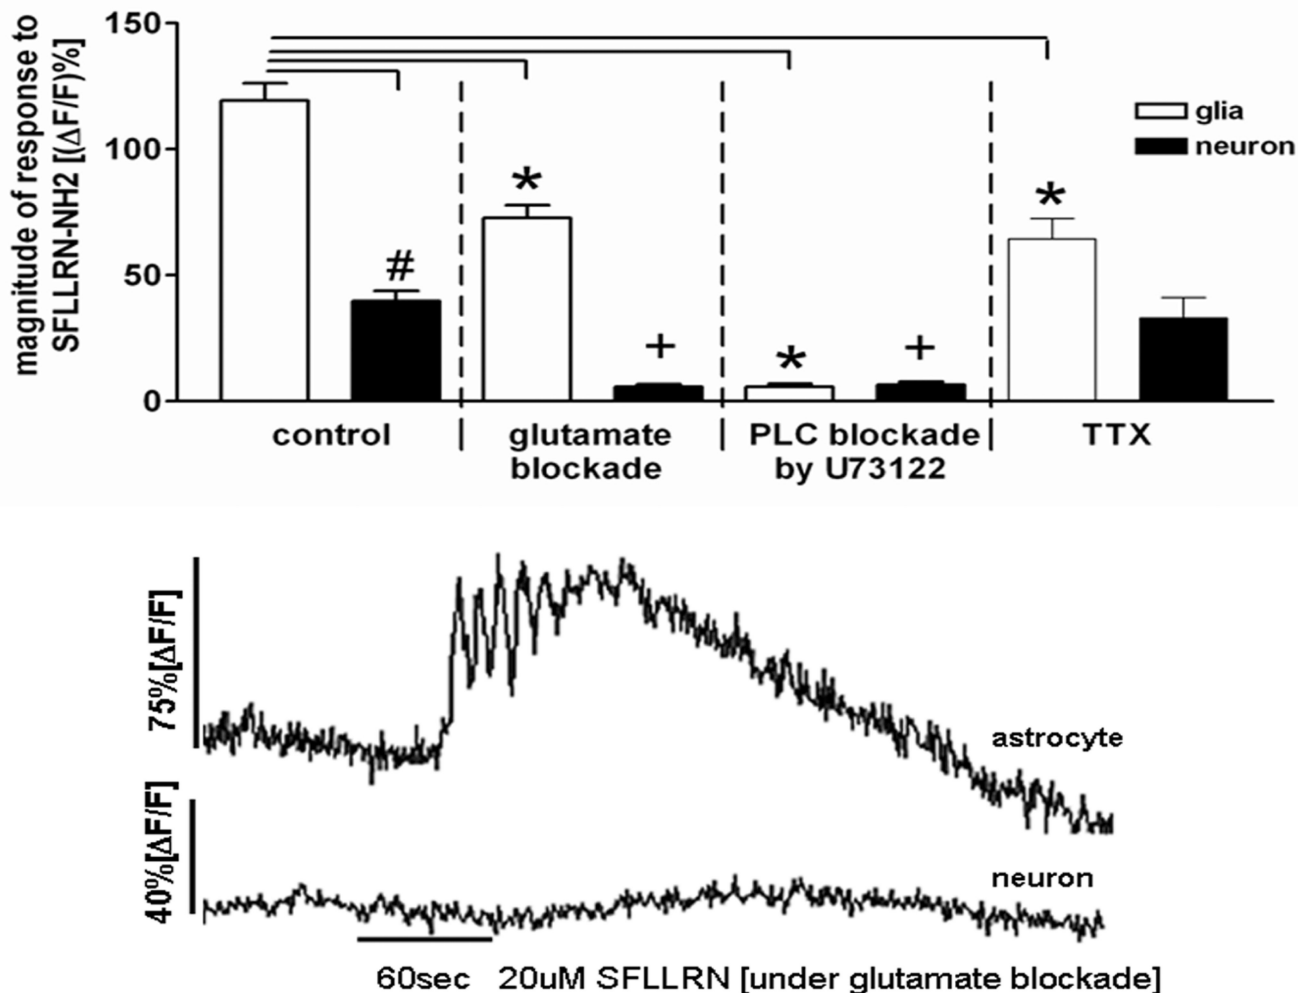 magnitude of response to
SFLLRN-NH2 [(ΔF/F)%]
150
100
50
0
glia
neuron
*
*
#
*
+
+
control
glutamate
blockade
PLC blockade
by U73122
TTX
75%[ΔF/F]
astrocyte
40%[ΔF/F]
neuron
60sec 20uM SFLLRN [under glutamate blockade]